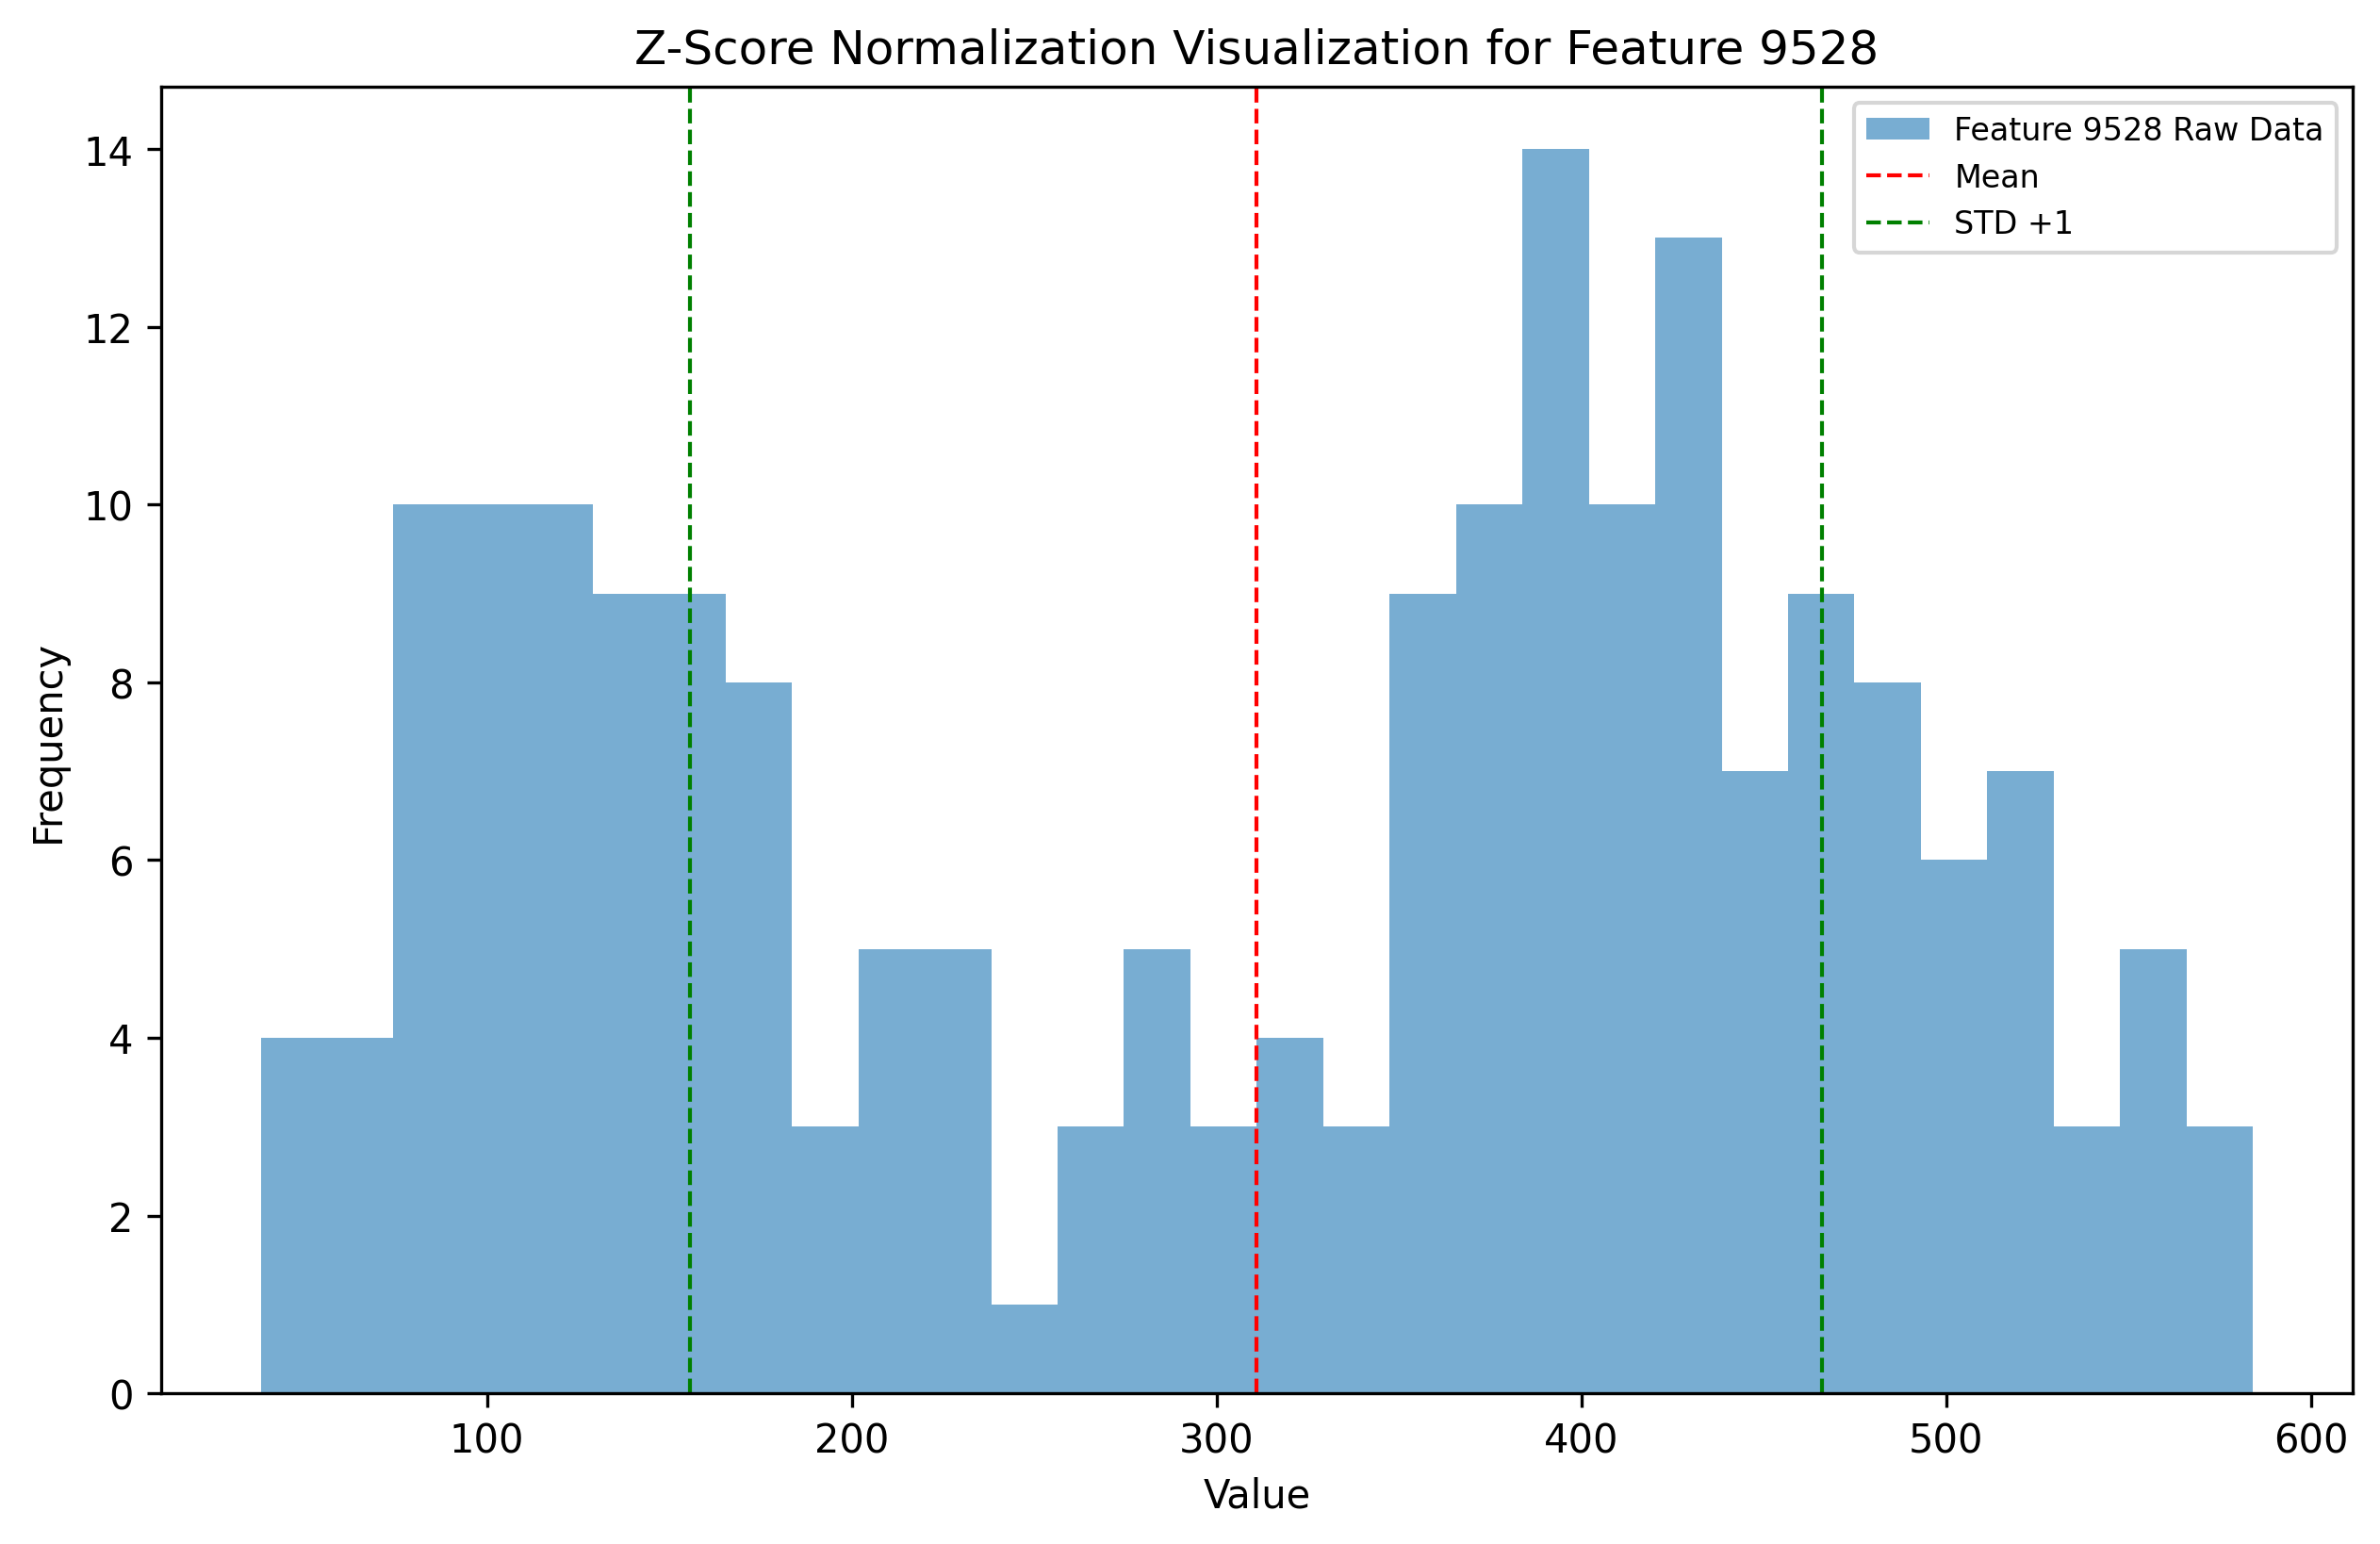 Z-Score Normalization Visualization for Feature 9528
Feature 9528 Raw Data
Mean
STD +1
14
12
10
8
6
4
2
0
Frequency
100 200 300 400 500 600
Value